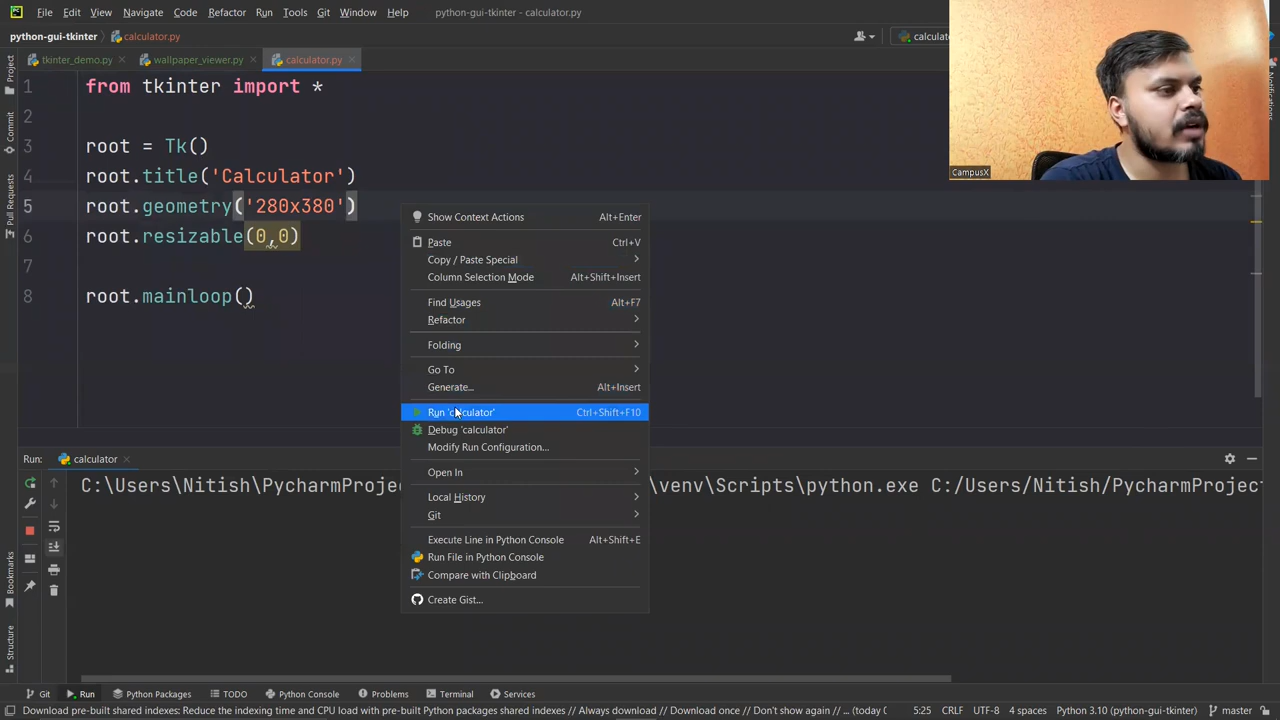 File Edit View Navigate Code Refactor Run Tools Git Window Help python-gui-tkinter - calculator.py
python-gui-tkinter calculator.py
tkinter_demo.py wallpaper_viewer.py calculator.py
1 from tkinter import *
2
3 root = Tk()
4 root.title('Calculator')
5 root.geometry('280x380')
6 root.resizable(0,0)
7
8 root.mainloop()
Project
Commit
Pull Requests
Bookmarks
Structure
Notifications
CampusX
Show Context Actions Alt+Enter
Paste Ctrl+V
Copy / Paste Special
Column Selection Mode Alt+Shift+Insert
Find Usages Alt+F7
Refactor
Folding
Go To
Generate... Alt+Insert
Run 'calculator' Ctrl+Shift+F10
Debug 'calculator'
Modify Run Configuration...
Open In
Local History
Git
Execute Line in Python Console Alt+Shift+E
Run File in Python Console
Compare with Clipboard
Create Gist...
Run: calculator
C:\Users\Nitish\PycharmProjec \venv\Scripts\python.exe C:/Users/Nitish/PycharmProject
Git Run Python Packages TODO Python Console Problems Terminal Services
Download pre-built shared indexes: Reduce the indexing time and CPU load with pre-built Python packages shared indexes // Always download // Download once // Don't show again // ... (today 5:25 CRLF UTF-8 4 spaces Python 3.10 (python-gui-tkinter) master